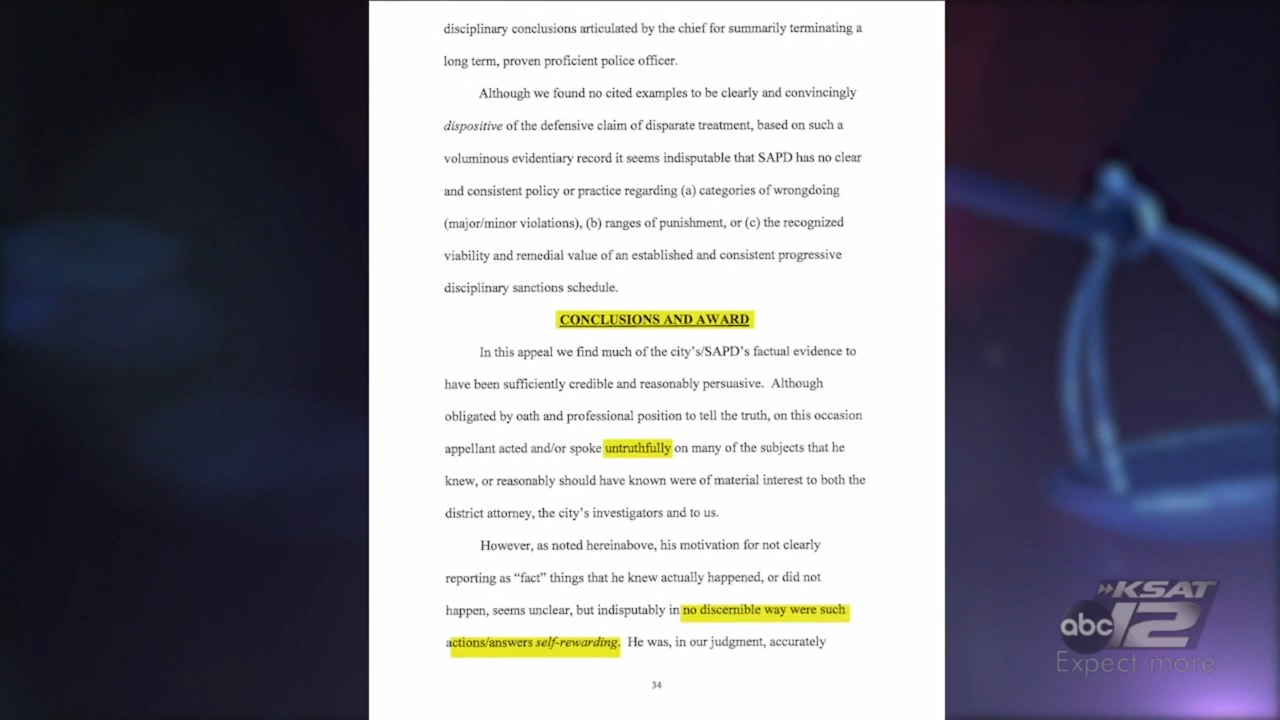 disciplinary conclusions articulated by the chief for summarily terminating a
long term, proven proficient police officer.
Although we found no cited examples to be clearly and convincingly
dispositive of the defensive claim of disparate treatment, based on such a
voluminous evidentiary record it seems indisputable that SAPD has no clear
and consistent policy or practice regarding (a) categories of wrongdoing
(major/minor violations), (b) ranges of punishment, or (c) the recognized
viability and remedial value of an established and consistent progressive
disciplinary sanctions schedule.
CONCLUSIONS AND AWARD
In this appeal we find much of the city's/SAPD's factual evidence to
have been sufficiently credible and reasonably persuasive. Although
obligated by oath and professional position to tell the truth, on this occasion
appellant acted and/or spoke untruthfully on many of the subjects that he
knew, or reasonably should have known were of material interest to both the
district attorney, the city's investigators and to us.
However, as noted hereinabove, his motivation for not clearly
reporting as “fact” things that he knew actually happened, or did not
happen, seems unclear, but indisputably in no discernible way were such
actions/answers self-rewarding. He was, in our judgment, accurately
34
KSAT
abc 12
Expect more.